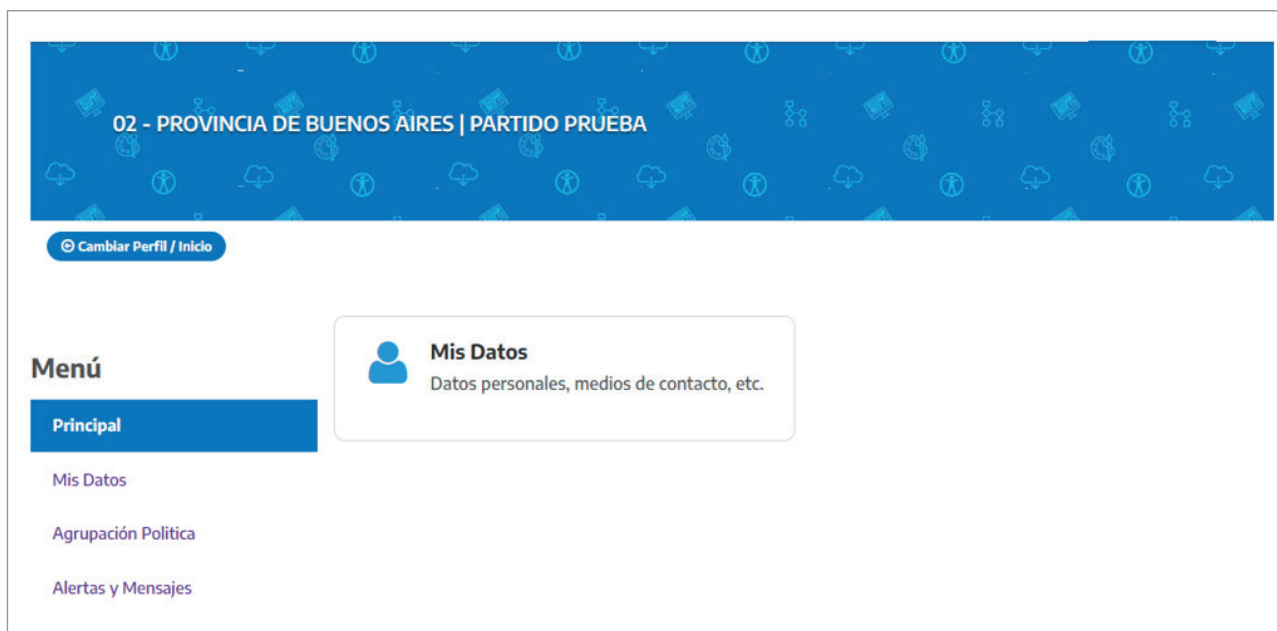 02 - PROVINCIA DE BUENOS AIRES | PARTIDO PRUEBA
Cambiar Perfil / Inicio
Menú
Principal
Mis Datos
Agrupación Politica
Alertas y Mensajes
Mis Datos
Datos personales, medios de contacto, etc.